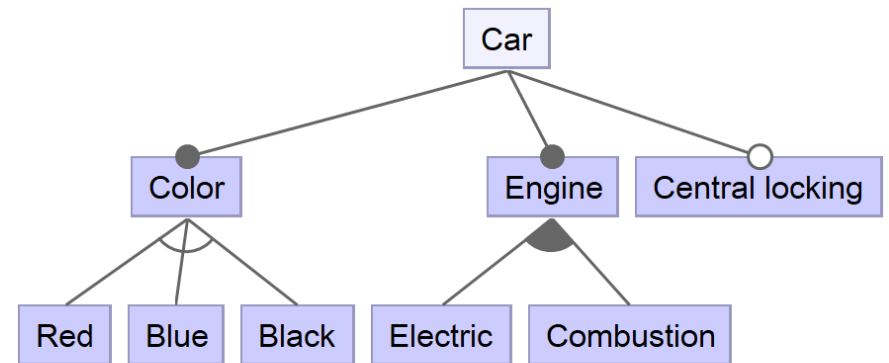 Car
Color
Engine
Central locking
Red
Blue
Black
Electric
Combustion